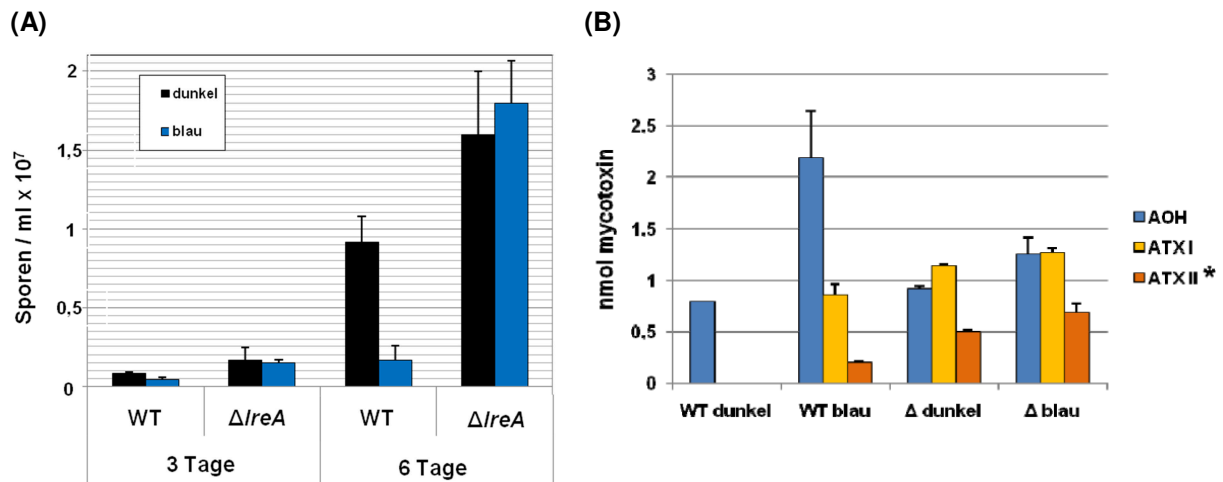 (A)
Sporen / ml x 10⁷
2
1,5
1
0,5
0
dunkel
blau
WT
ΔlreA
WT
ΔlreA
3 Tage
6 Tage
(B)
nmol mycotoxin
3
2.5
2
1.5
1
0.5
0
WT dunkel
WT blau
Δ dunkel
Δ blau
AOH
ATX I
ATX II *